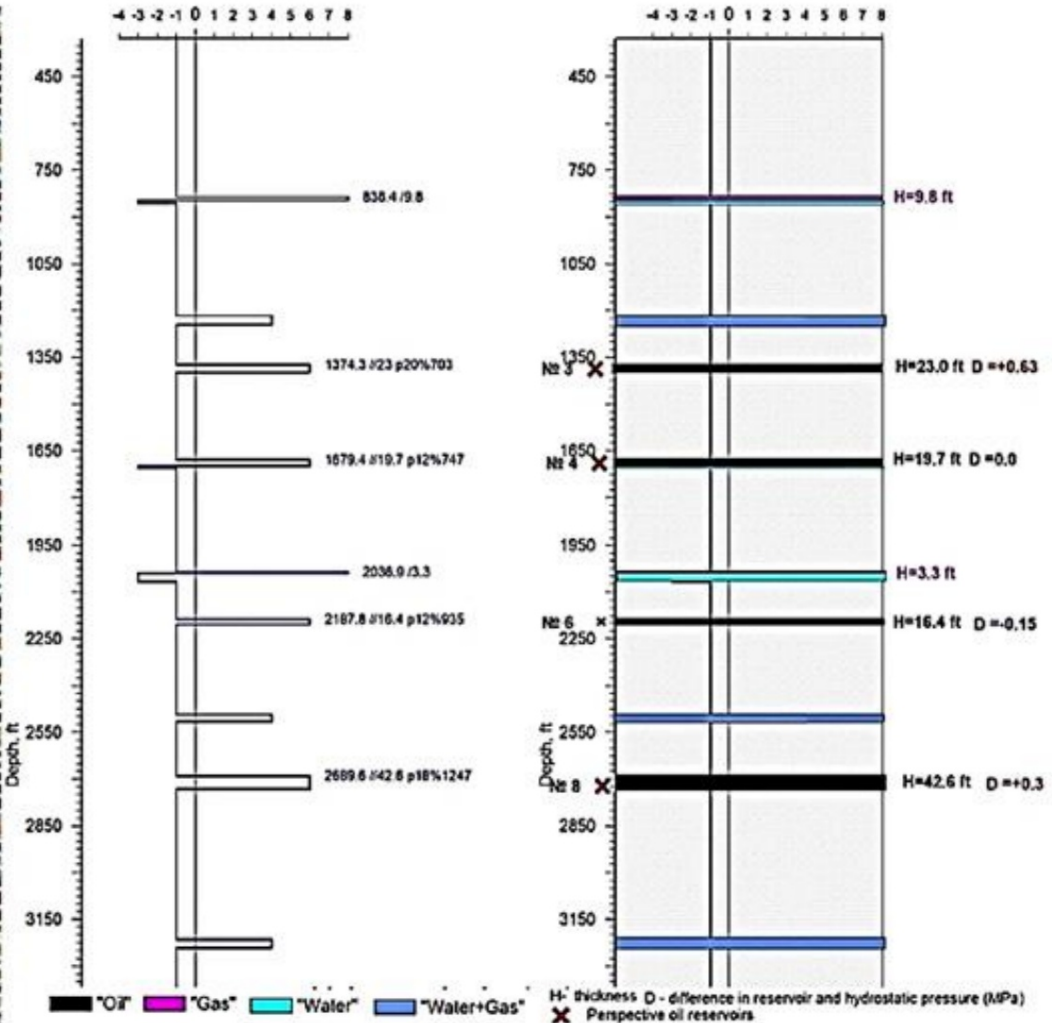 -4 -3 -2 -1 0 1 2 3 4 5 6 7 8
-4 -3 -2 -1 0 1 2 3 4 5 6 7 8
450
450
750
750
838.4 /9.8
H=9.8 ft
1050
1050
1350
1350
1374.3 //23 p20%703
№ 3
H=23.0 ft D =+0.63
1650
1650
1679.4 //19.7 p12%747
№ 4
H=19.7 ft D =0.0
1950
1950
2036.9 /3.3
H=3.3 ft
2187.8 //16.4 p12%935
№ 6
H=16.4 ft D =-0.15
2250
2250
2550
2550
Depth, ft
Depth, ft
2689.6 //42.6 p18%1247
№ 8
H=42.6 ft D =+0.3
2850
2850
3150
3150
"Oil" "Gas" "Water" "Water+Gas"
H- thickness D - difference in reservoir and hydrostatic pressure (MPa)
Perspective oil reservoirs